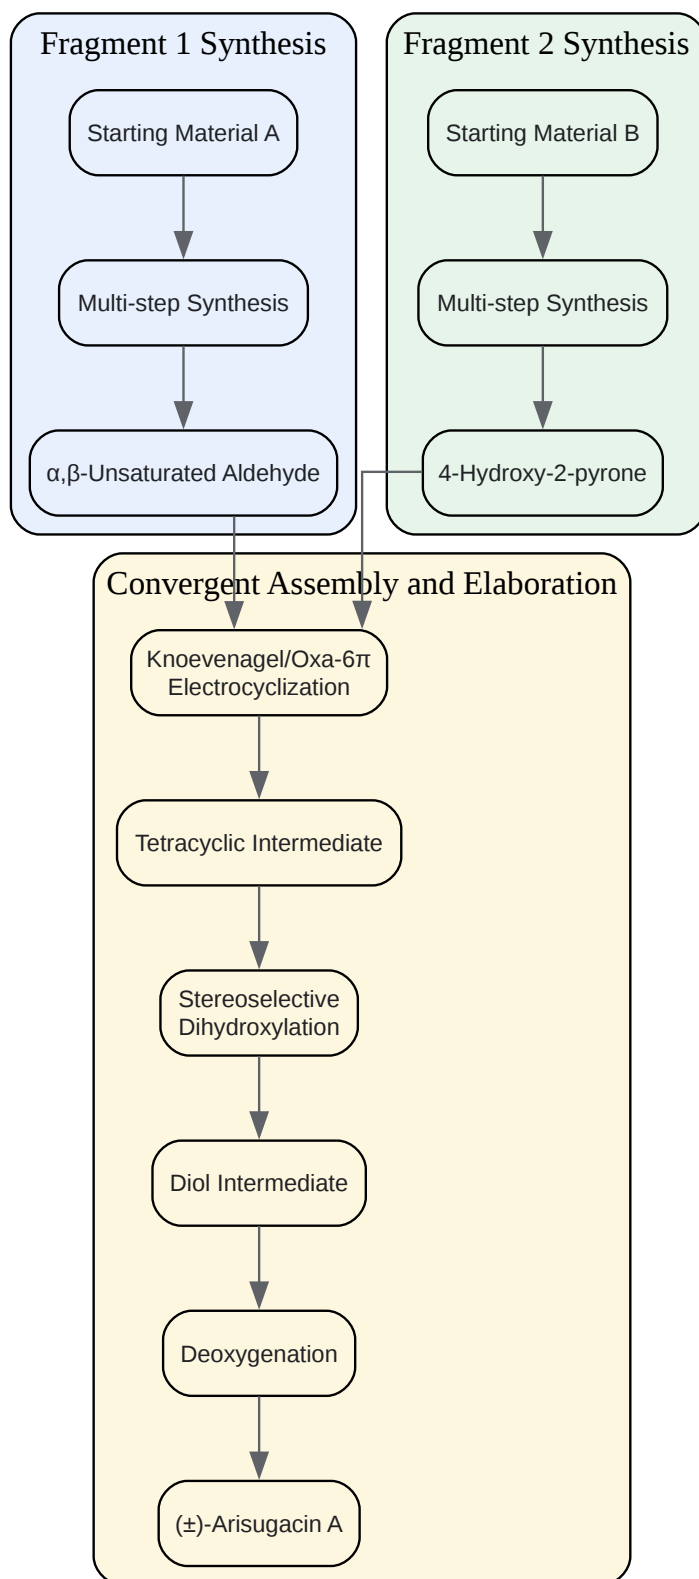 Fragment 1 Synthesis
Starting Material A
Multi-step Synthesis
α,β-Unsaturated Aldehyde
Fragment 2 Synthesis
Starting Material B
Multi-step Synthesis
4-Hydroxy-2-pyrone
Convergent Assembly and Elaboration
Knoevenagel/Oxa-6π
Electrocyclization
Tetracyclic Intermediate
Stereoselective
Dihydroxylation
Diol Intermediate
Deoxygenation
(±)-Arisugacin A